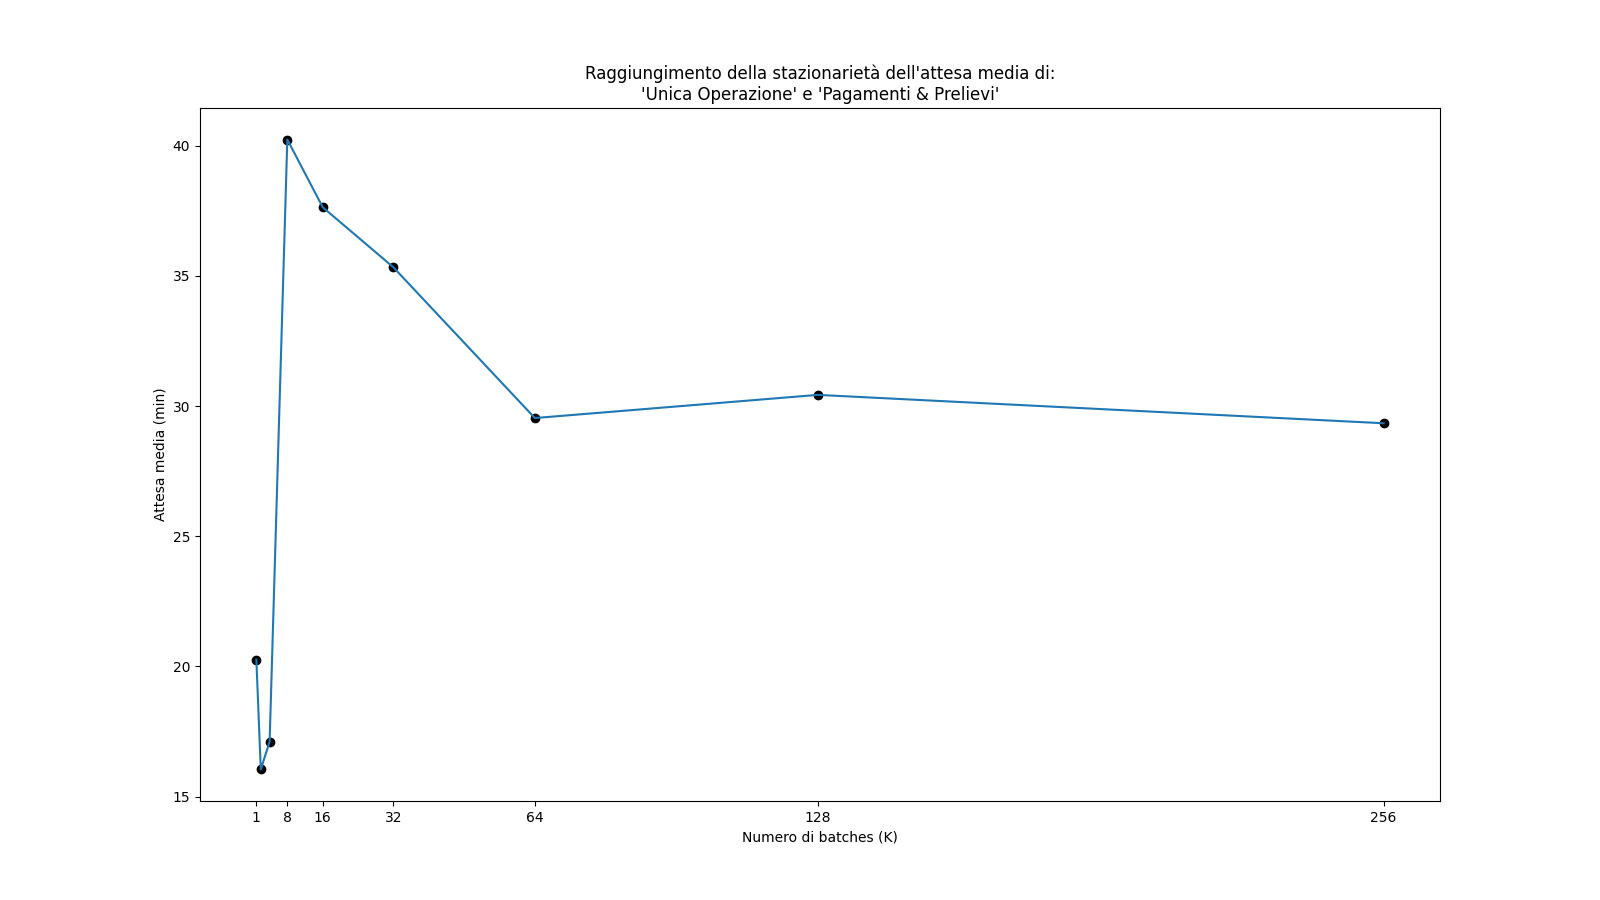 Raggiungimento della stazionarietà dell'attesa media di:
'Unica Operazione' e 'Pagamenti & Prelievi'
40
35
30
25
20
15
Attesa media (min)
1 8 16 32 64 128 256
Numero di batches (K)